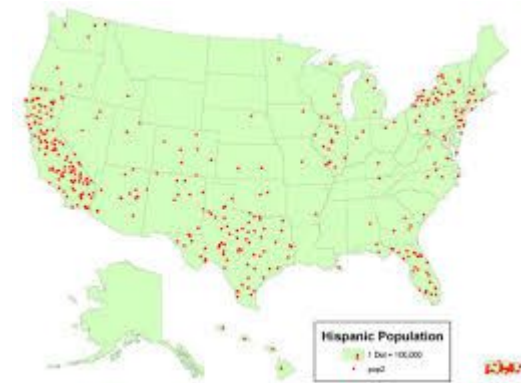 Hispanic Population
1 Dot = 100,000
pop2